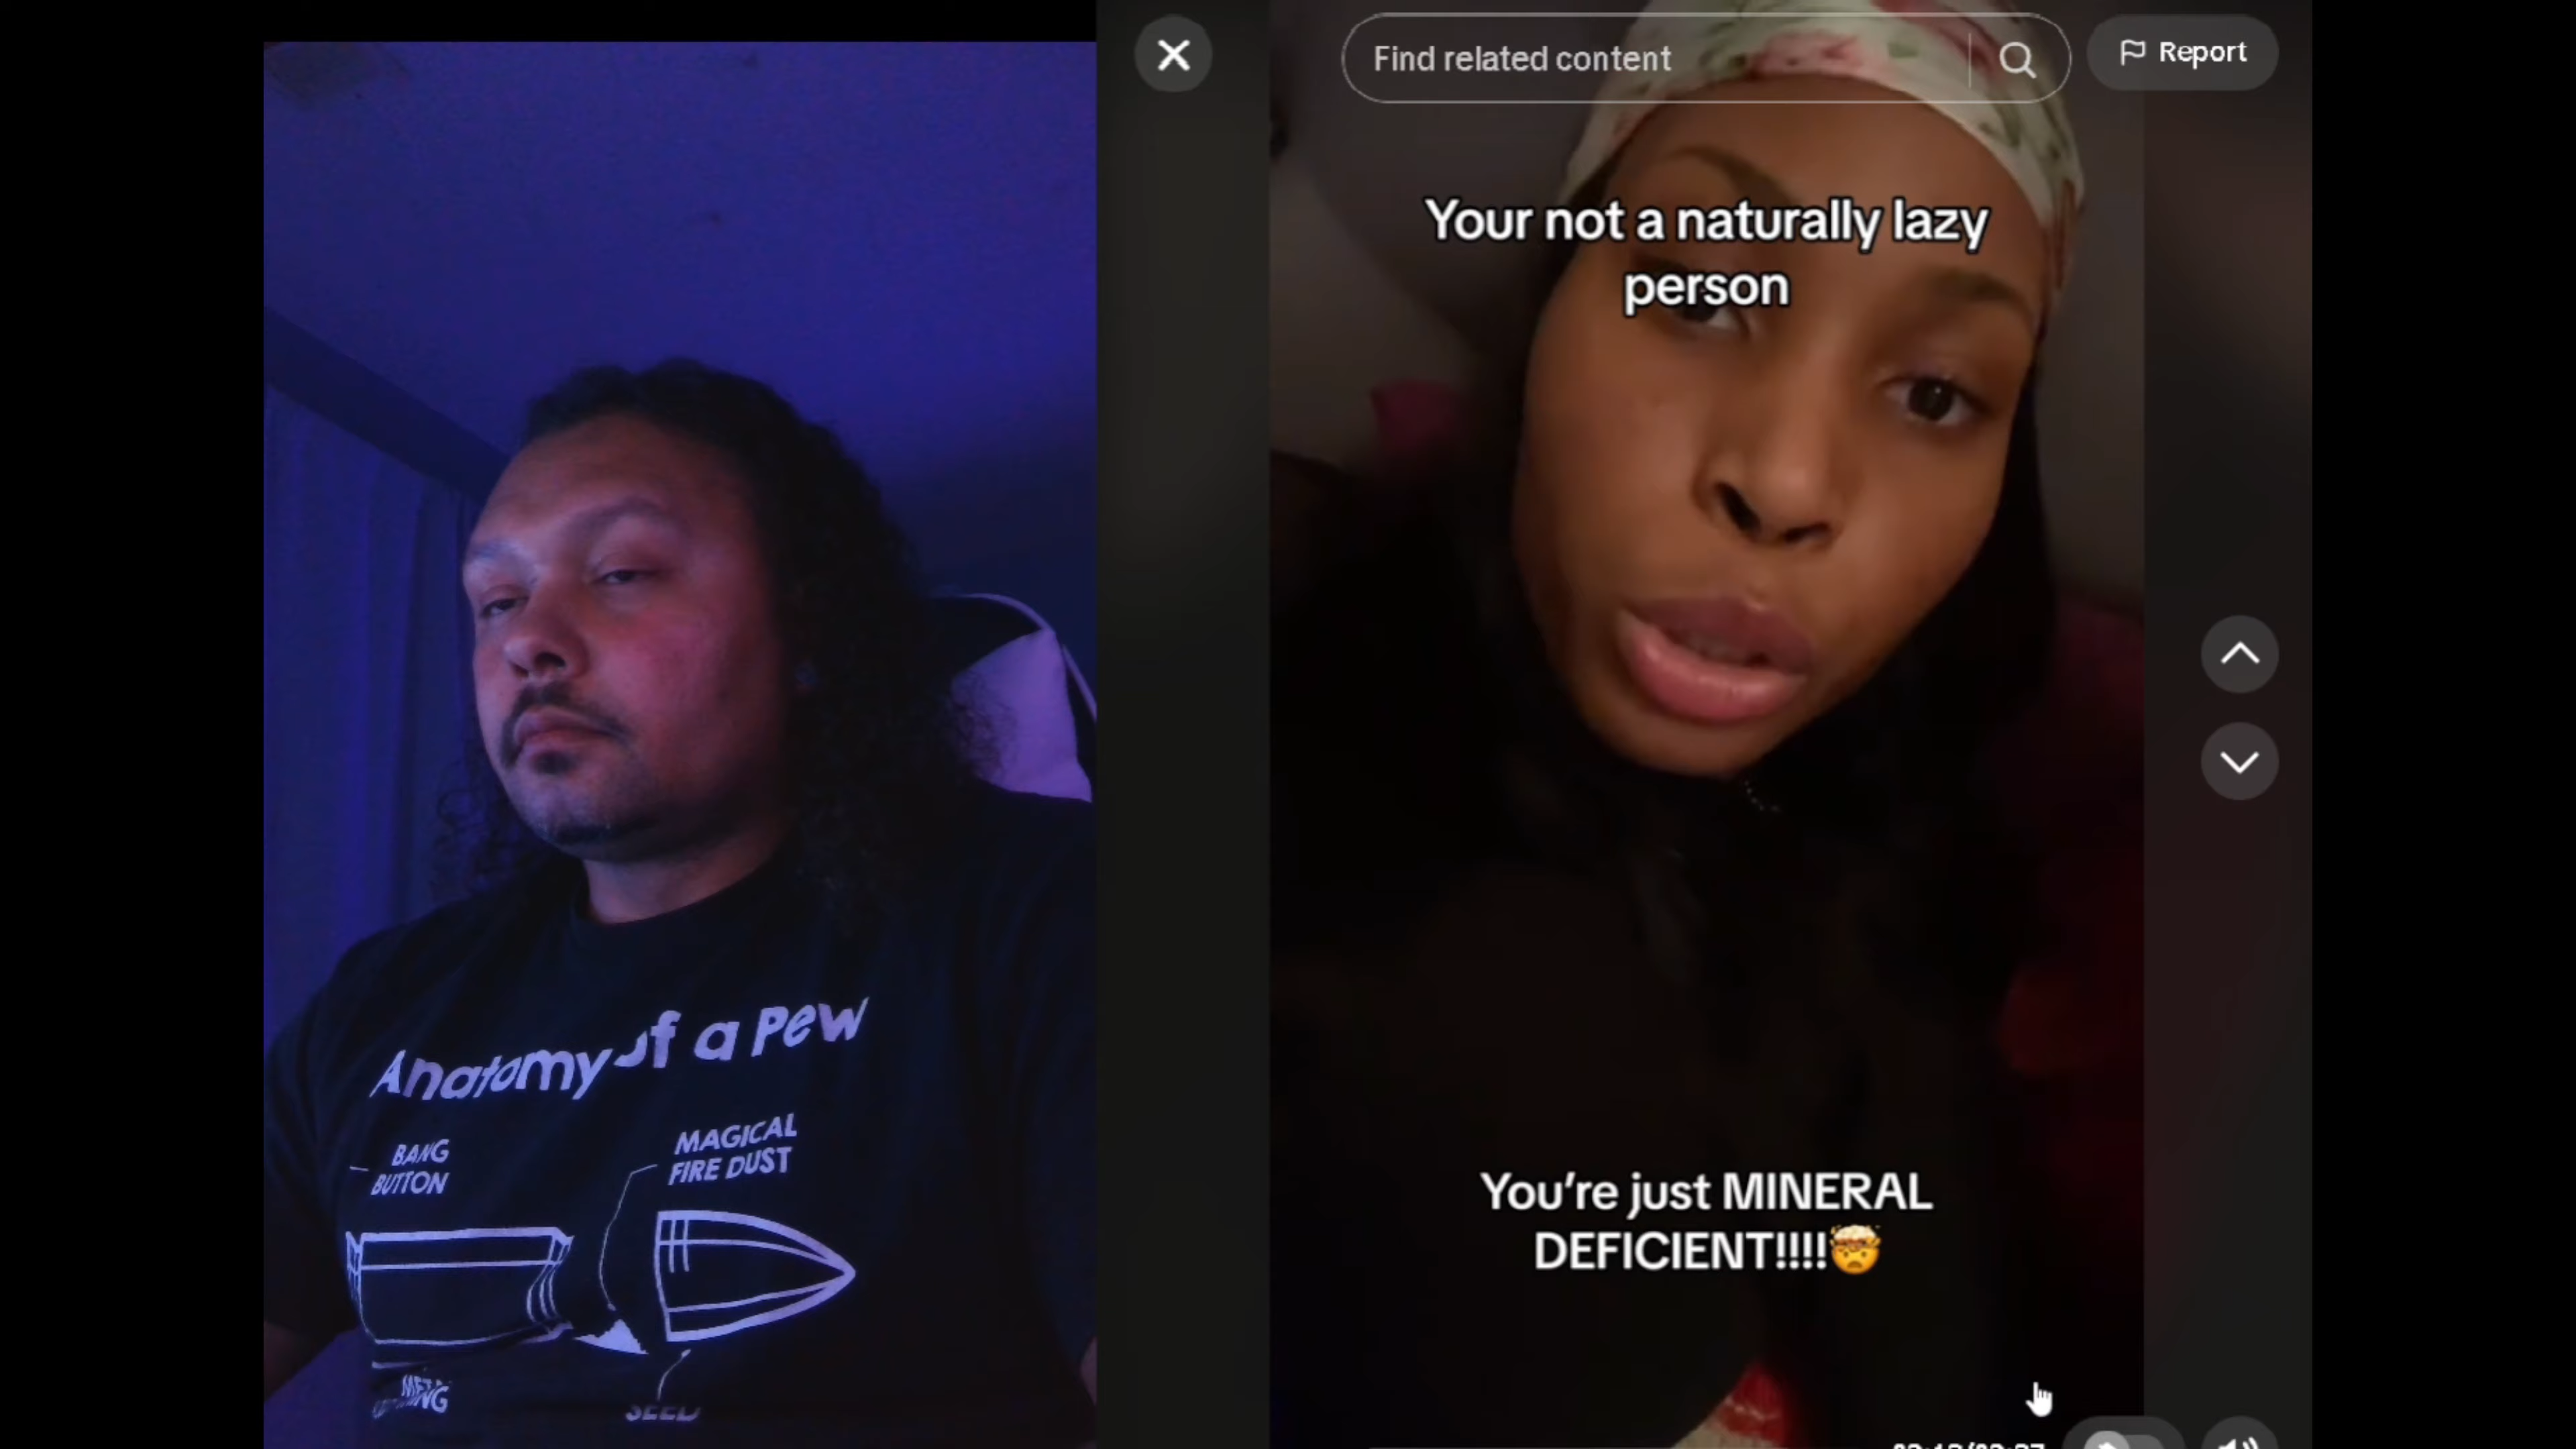 Find related content
Report
Your not a naturally lazy
person
You're just MINERAL
DEFICIENT!!!!🤯
Anatomy of a Pew
BANG
BUTTON
MAGICAL
FIRE DUST
SEED